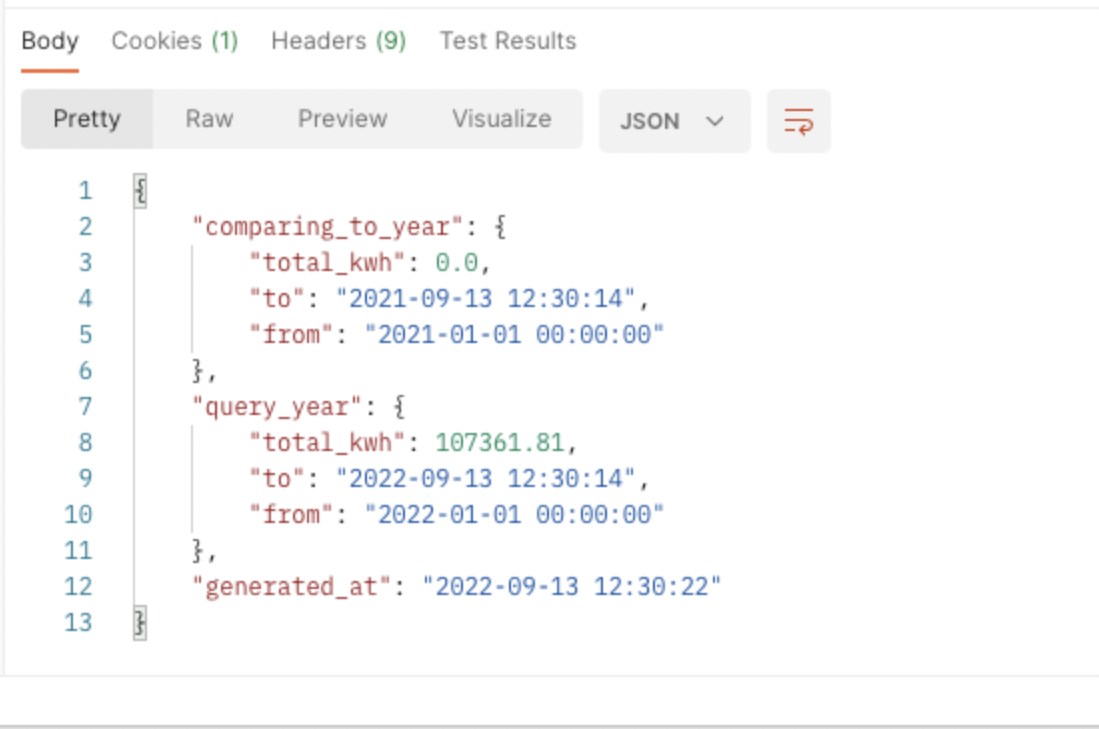 Body Cookies (1) Headers (9) Test Results
Pretty Raw Preview Visualize JSON
1 {
2 "comparing_to_year": {
3 "total_kwh": 0.0,
4 "to": "2021-09-13 12:30:14",
5 "from": "2021-01-01 00:00:00"
6 },
7 "query_year": {
8 "total_kwh": 107361.81,
9 "to": "2022-09-13 12:30:14",
10 "from": "2022-01-01 00:00:00"
11 },
12 "generated_at": "2022-09-13 12:30:22"
13 }